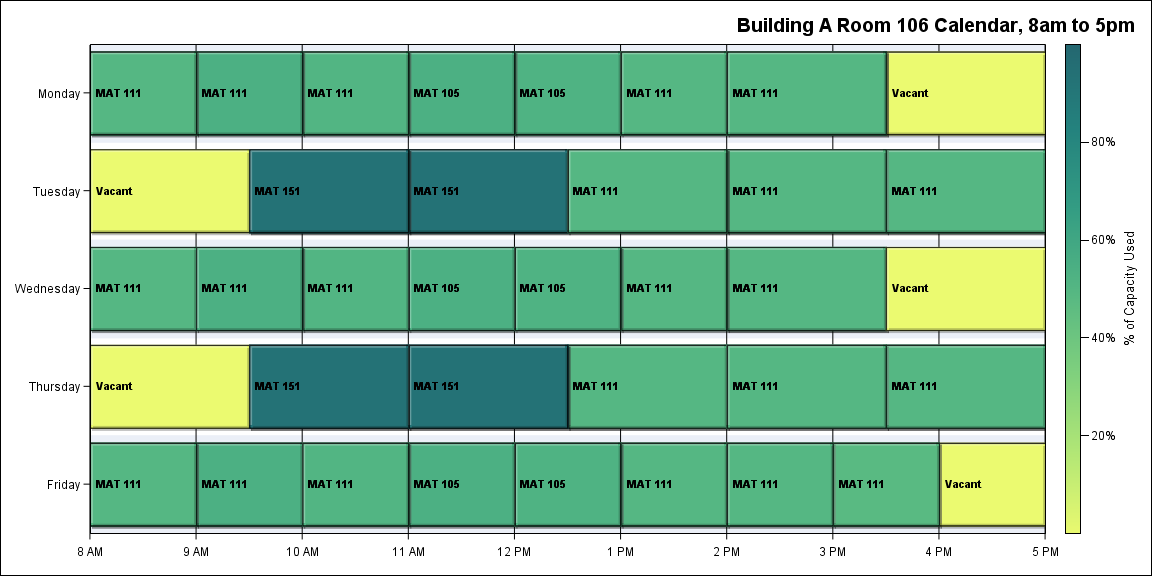 Building A Room 106 Calendar, 8am to 5pm
Monday
MAT 111
MAT 111
MAT 111
MAT 105
MAT 105
MAT 111
MAT 111
Vacant
Tuesday
Vacant
MAT 151
MAT 151
MAT 111
MAT 111
MAT 111
Wednesday
MAT 111
MAT 111
MAT 111
MAT 105
MAT 105
MAT 111
MAT 111
Vacant
Thursday
Vacant
MAT 151
MAT 151
MAT 111
MAT 111
MAT 111
Friday
MAT 111
MAT 111
MAT 111
MAT 105
MAT 105
MAT 111
MAT 111
MAT 111
Vacant
8 AM
9 AM
10 AM
11 AM
12 PM
1 PM
2 PM
3 PM
4 PM
5 PM
80%
60%
40%
20%
% of Capacity Used